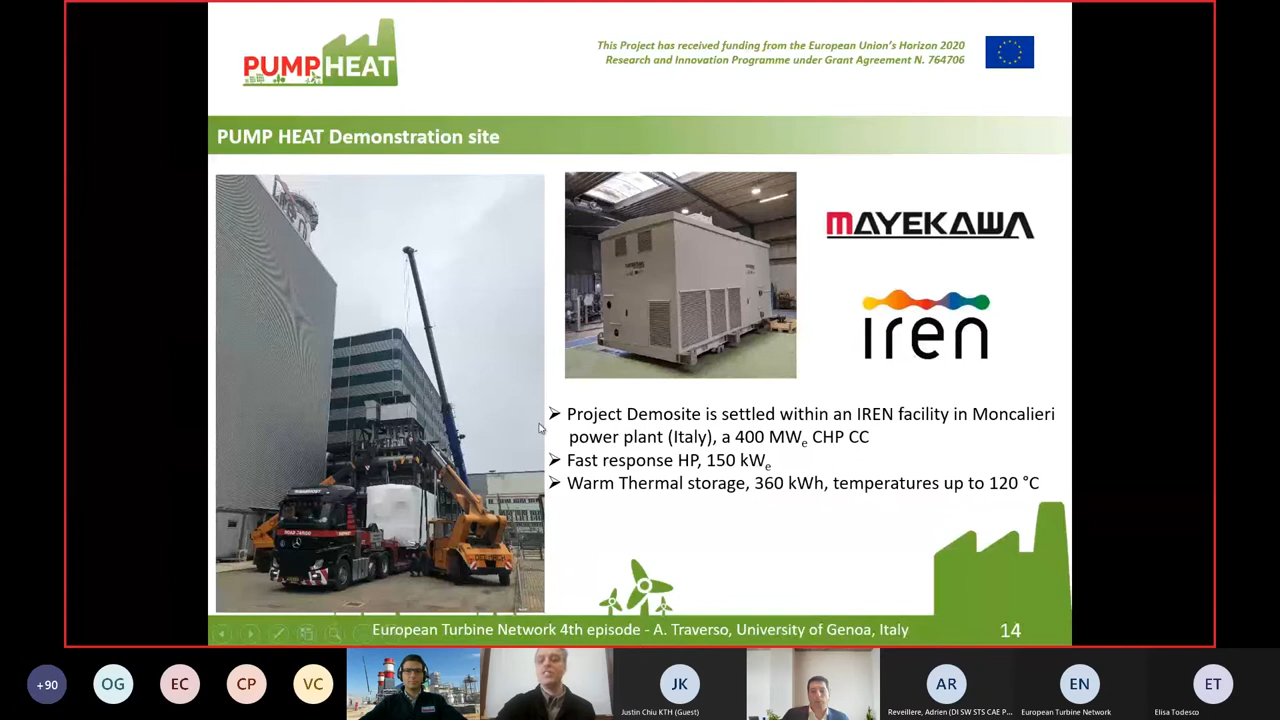 PUMPHEAT
This Project has received funding from the European Union's Horizon 2020
Research and Innovation Programme under Grant Agreement N. 764706
PUMP HEAT Demonstration site
MAYEKAWA
iren
➢ Project Demosite is settled within an IREN facility in Moncalieri
power plant (Italy), a 400 MWe CHP CC
➢ Fast response HP, 150 kWe
➢ Warm Thermal storage, 360 kWh, temperatures up to 120 °C
European Turbine Network 4th episode - A. Traverso, University of Genoa, Italy
14
+90
OG
EC
CP
VC
JK
AR
EN
ET
Justin Chiu KTH (Guest)
Reveillere, Adrien (DI SW STS CAE P...
European Turbine Network
Elisa Todesco